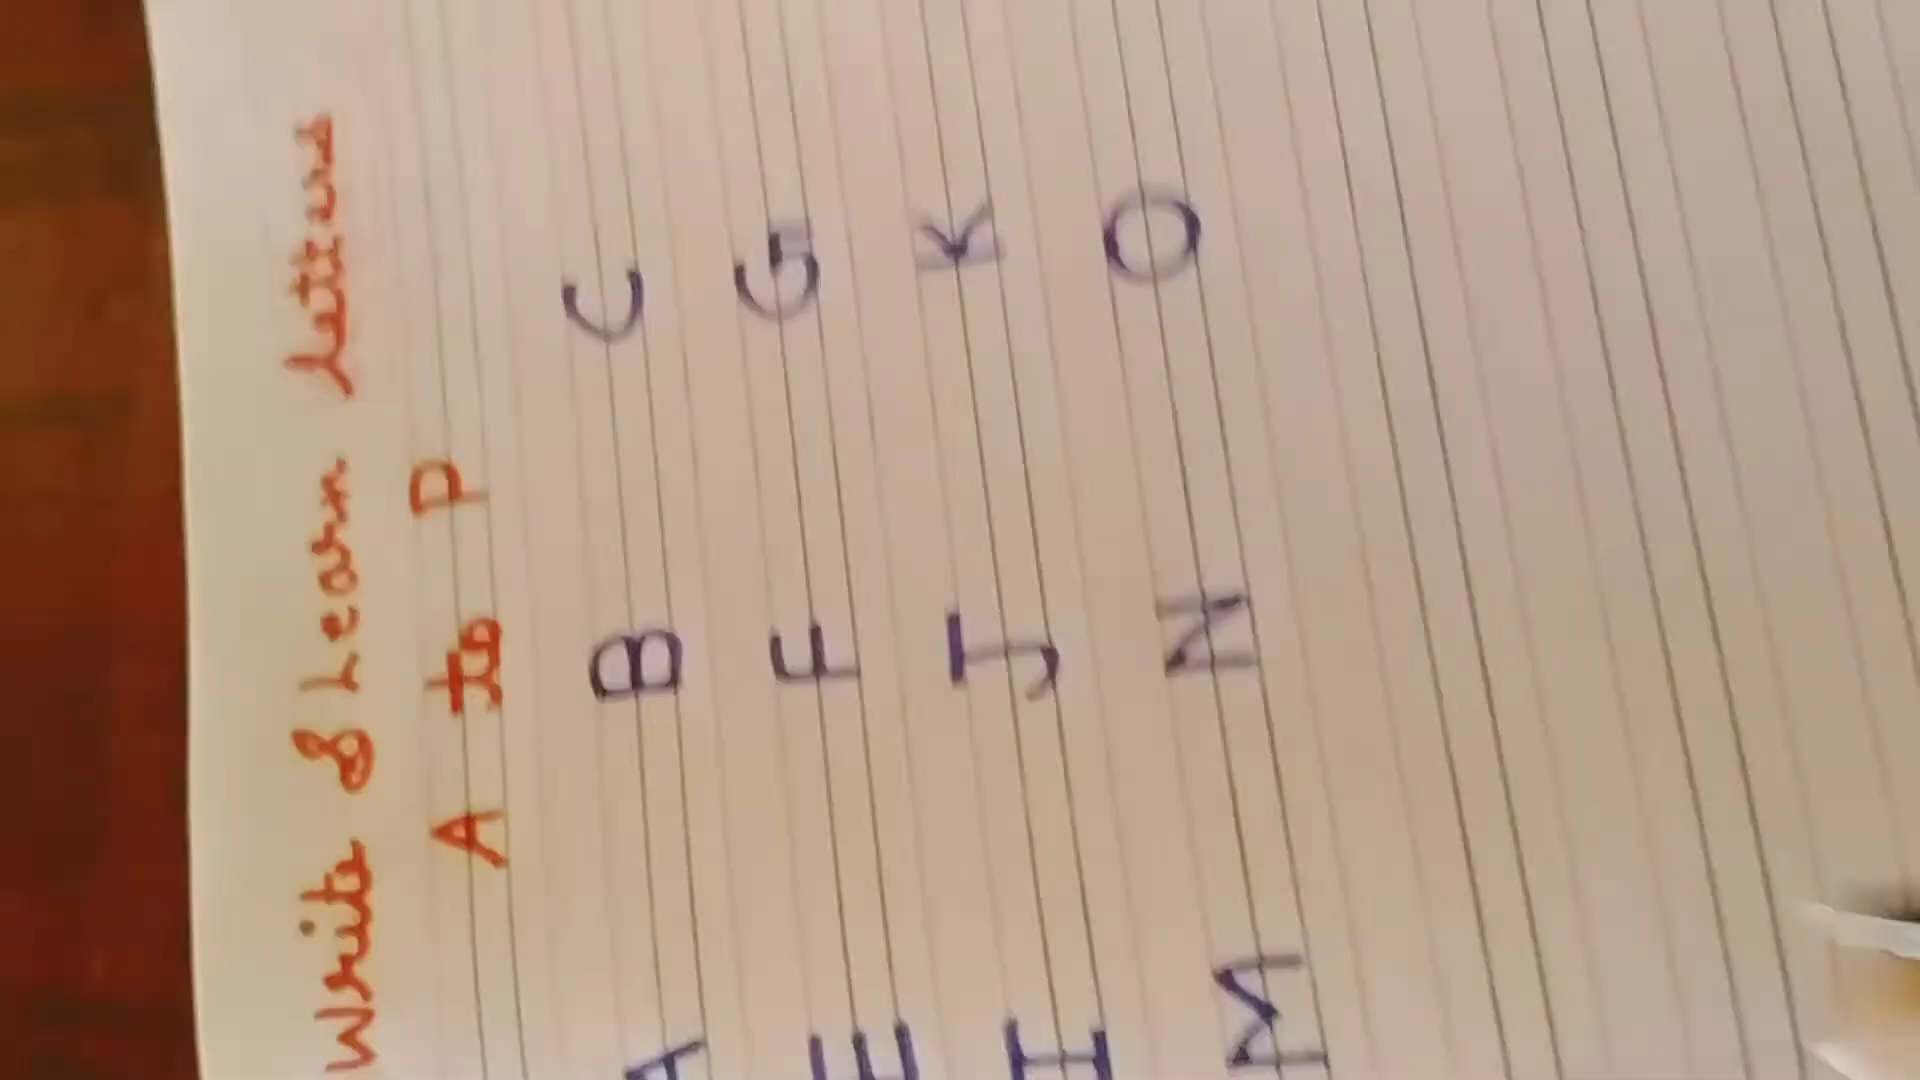 Write & Learn letters
A to P
A B C
E F G
I J K
M N O